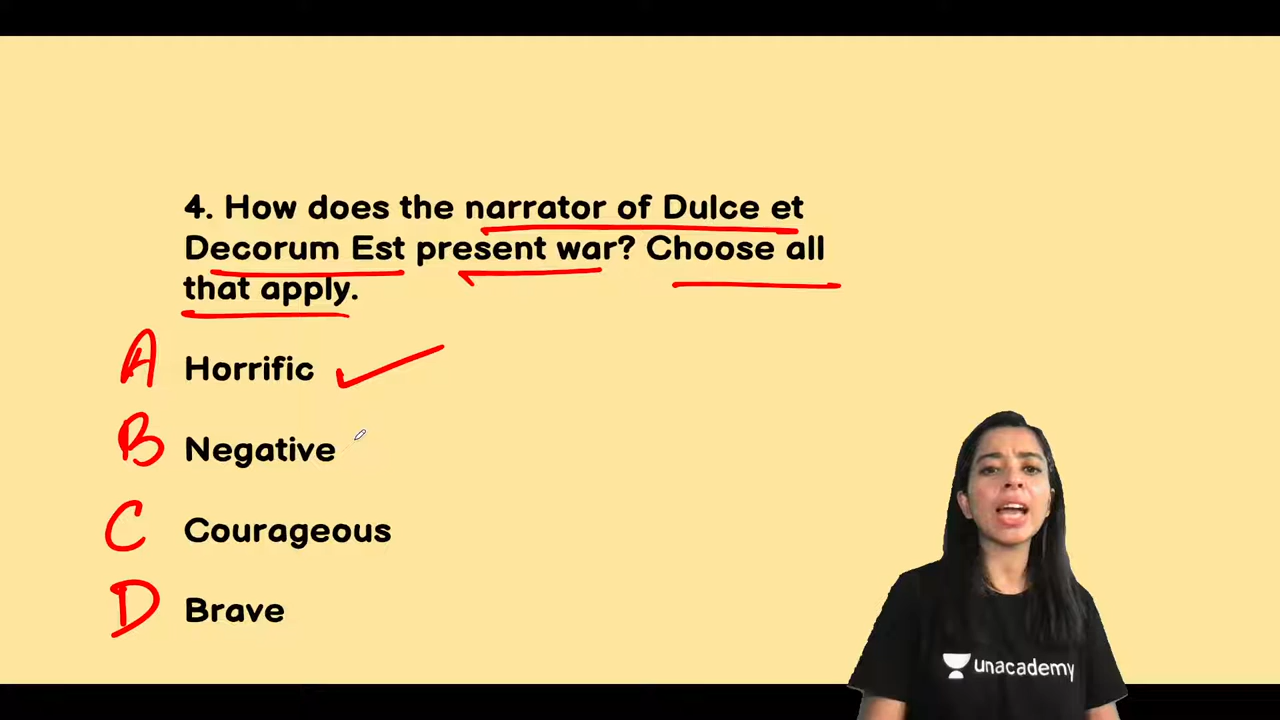 4. How does the narrator of Dulce et
Decorum Est present war? Choose all
that apply.
A Horrific
B Negative
C Courageous
D Brave
unacademy